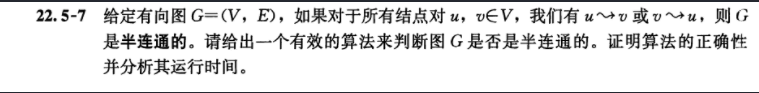 22.5-7 给定有向图 G=(V, E)，如果对于所有结点对 u，v∈V，我们有 u⤳v 或 v⤳u，则 G
是半连通的。请给出一个有效的算法来判断图 G 是否是半连通的。证明算法的正确性
并分析其运行时间。